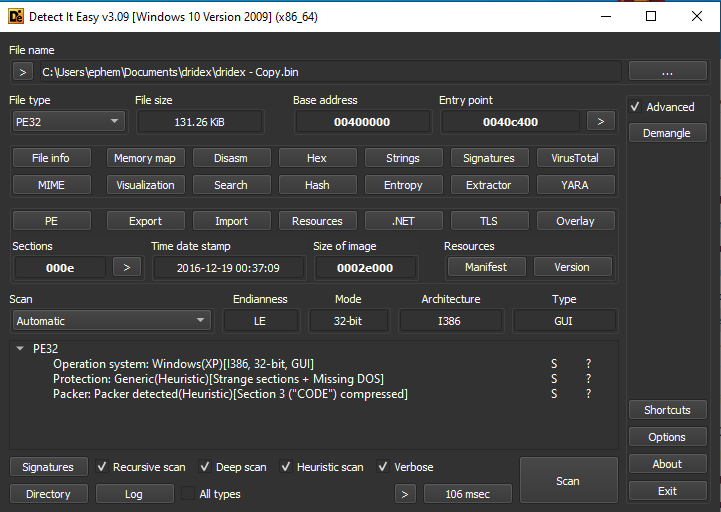 Detect It Easy v3.09 [Windows 10 Version 2009] (x86_64)
File name
> C:\Users\ephem\Documents\dridex\dridex - Copy.bin ...
File type File size Base address Entry point
PE32 131.26 KiB 00400000 0040c400 >
Advanced
Demangle
File info Memory map Disasm Hex Strings Signatures VirusTotal
MIME Visualization Search Hash Entropy Extractor YARA
PE Export Import Resources .NET TLS Overlay
Sections Time date stamp Size of image Resources
000e > 2016-12-19 00:37:09 0002e000 Manifest Version
Scan Endianness Mode Architecture Type
Automatic LE 32-bit I386 GUI
PE32
Operation system: Windows(XP)[I386, 32-bit, GUI] S ?
Protection: Generic(Heuristic)[Strange sections + Missing DOS] S ?
Packer: Packer detected(Heuristic)[Section 3 ("CODE") compressed] S ?
Shortcuts
Options
Signatures Recursive scan Deep scan Heuristic scan Verbose
Directory Log All types > 106 msec Scan
About
Exit